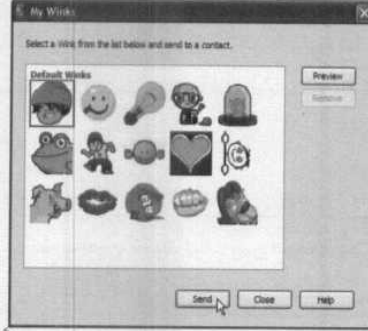 My Winks
Select a Wink from the list below and send to a contact.
Default Winks
Preview
Remove
Send
Close
Help